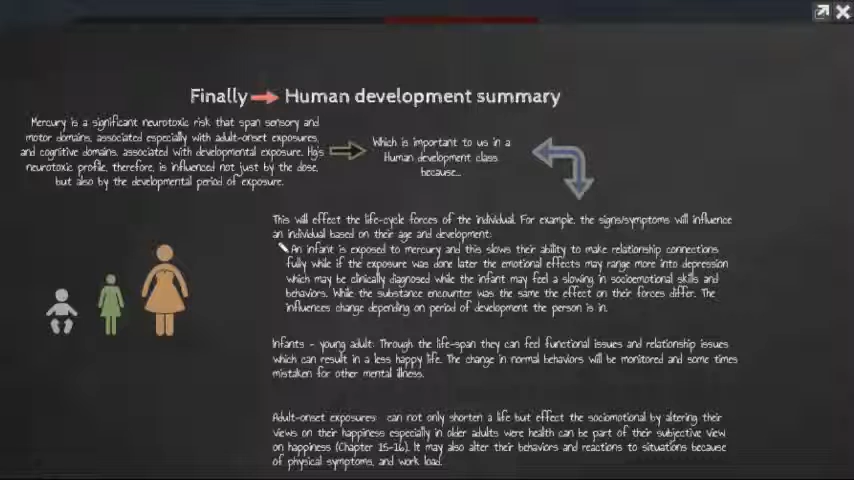 Finally Human development summary
Mercury is a significant neurotoxic risk that span sensory and
motor domains, associated especially with adult-onset exposures,
and cognitive domains, associated with developmental exposure. Hg's
neurotoxic profile, therefore, is influenced not just by the dose,
but also by the developmental period of exposure.
Which is important to us in a
Human development class
because...
This will effect the life-cycle forces of the individual. For example, the signs/symptoms will influence
an individual based on their age and development:
An infant is exposed to mercury and this slows their ability to make relationship connections
fully while if the exposure was done later the emotional effects may range more into depression
which may be clinically diagnosed while the infant may feel a slowing in socioemotional skills and
behaviors. While the substance encounter was the same the effect on their forces differ. The
influences change depending on period of development the person is in.
Infants - young adult: Through the life-span they can feel functional issues and relationship issues
which can result in a less happy life. The change in normal behaviors will be monitored and some times
mistaken for other mental illness.
Adult-onset exposures: can not only shorten a life but effect the sociomotional by altering their
views on their happiness especially in older adults were health can be part of their subjective view
on happiness (Chapter 15-16). It may also alter their behaviors and reactions to situations because
of physical symptoms, and work load.